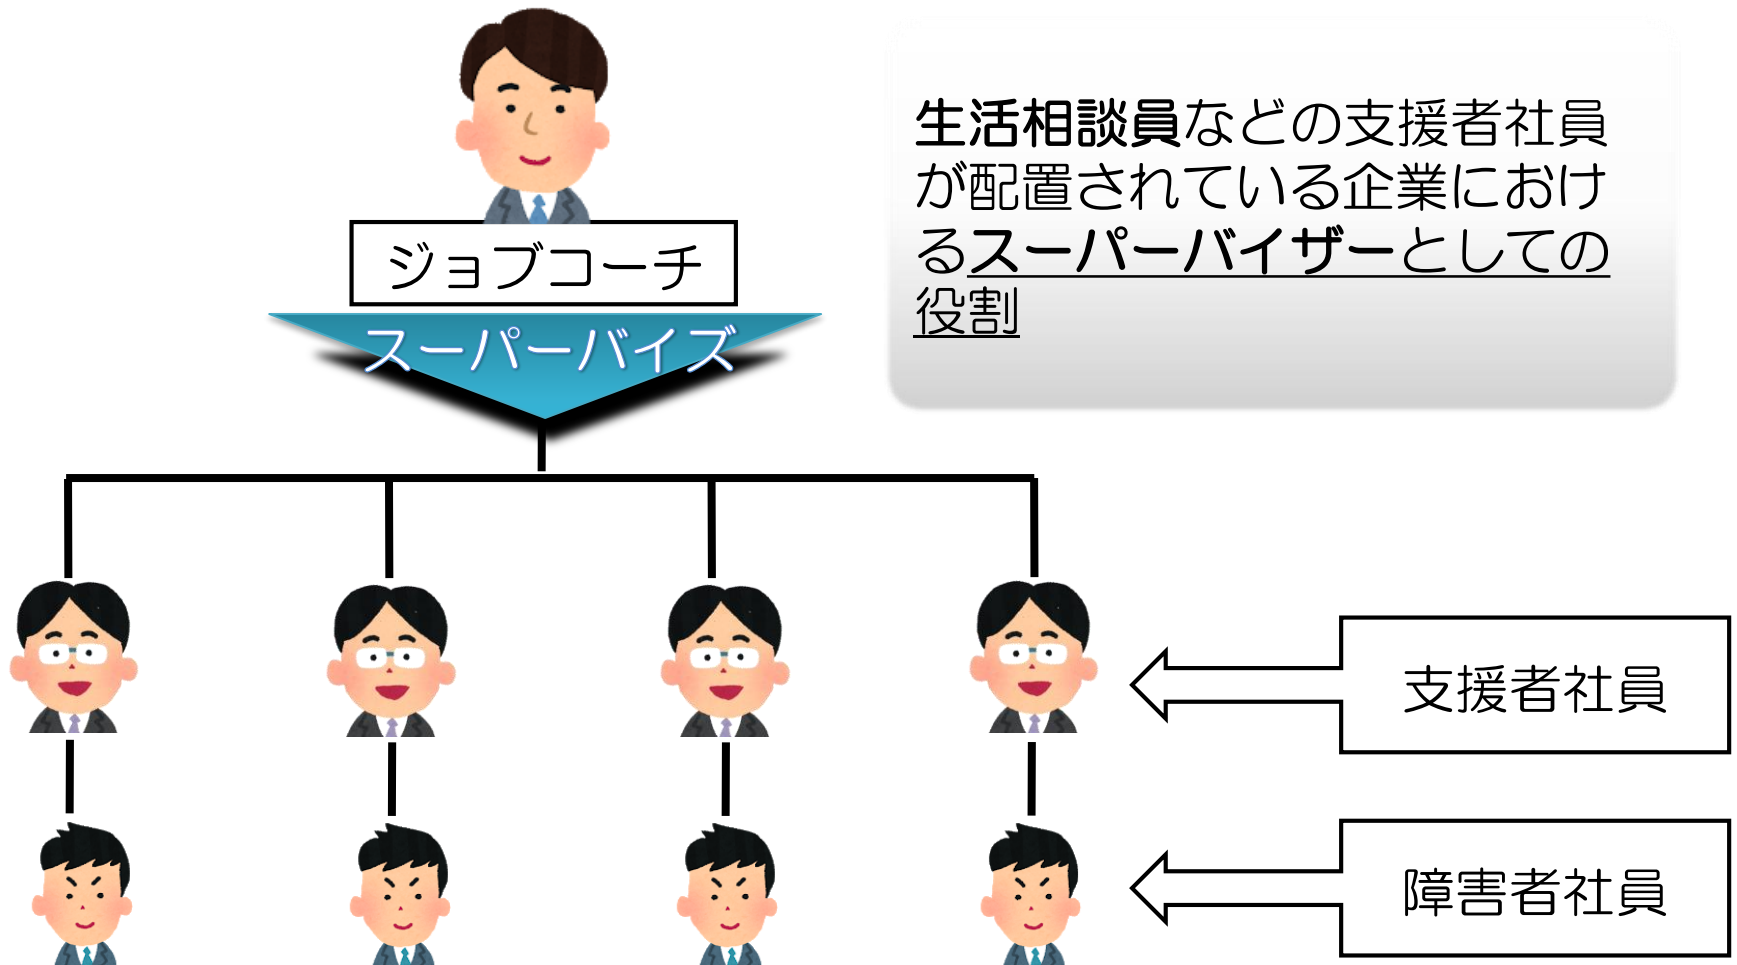 生活相談員などの支援者社員
が配置されている企業におけ
るスーパーバイザーとしての
役割
ジョブコーチ
スーパーバイズ
支援者社員
障害者社員